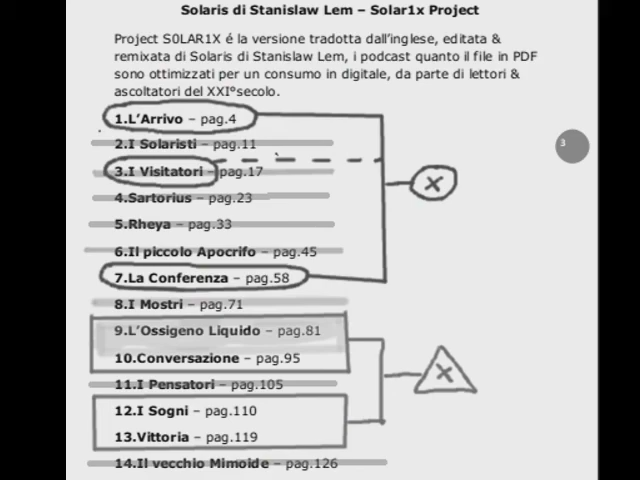 Solaris di Stanislaw Lem – Solar1x Project
Project S0LAR1X é la versione tradotta dall’inglese, editata &
remixata di Solaris di Stanislaw Lem, i podcast quanto il file in PDF
sono ottimizzati per un consumo in digitale, da parte di lettori &
ascoltatori del XXI°secolo.
1.L’Arrivo – pag.4
2.I Solaristi – pag.11
3
3.I Visitatori – pag.17
4.Sartorius – pag.23
X
5.Rheya – pag.33
6.Il piccolo Apocrifo – pag.45
7.La Conferenza – pag.58
8.I Mostri – pag.71
9.L’Ossigeno Liquido – pag.81
10.Conversazione – pag.95
X
11.I Pensatori – pag.105
12.I Sogni – pag.110
13.Vittoria – pag.119
14.Il vecchio Mimoide – pag.126